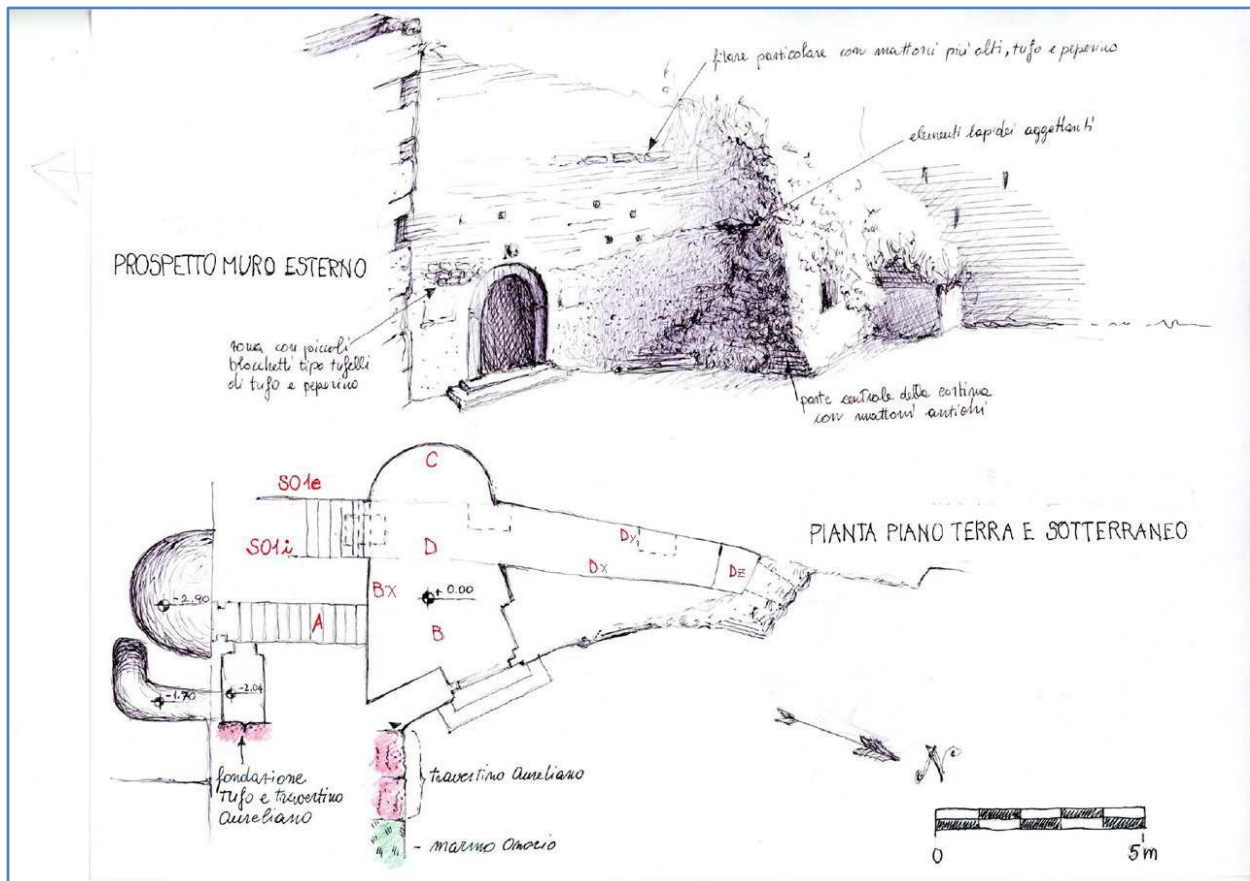 filare particolare con mattoni più alti, tufo e peperino
elementi lapidei aggettanti
PROSPETTO MURO ESTERNO
zona con piccoli
blocchetti tipo tufelli
di tufo e peperino
parte centrale della cortina
con mattoni antichi
C
S01e
S01i
D
Dy
Dx
Dz
PIANTA PIANO TERRA E SOTTERRANEO
Bx
+0.00
-2.90
A
B
-1.70
-2.04
N
fondazione
tufo e travertino
Aureliano
travertino Aureliano
- marmo Onorio
0
5m